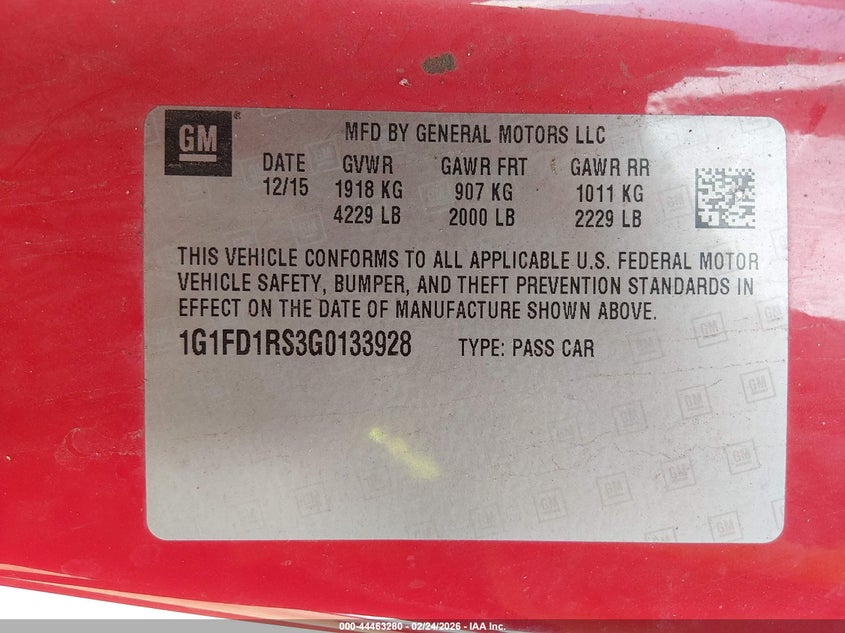 GM ®
MFD BY GENERAL MOTORS LLC
DATE GVWR GAWR FRT GAWR RR
12/15 1918 KG 907 KG 1011 KG
4229 LB 2000 LB 2229 LB
THIS VEHICLE CONFORMS TO ALL APPLICABLE U.S. FEDERAL MOTOR
VEHICLE SAFETY, BUMPER, AND THEFT PREVENTION STANDARDS IN
EFFECT ON THE DATE OF MANUFACTURE SHOWN ABOVE.
1G1FD1RS3G0133928 TYPE: PASS CAR
000-44463280 - 02/24/2026 - IAA Inc.